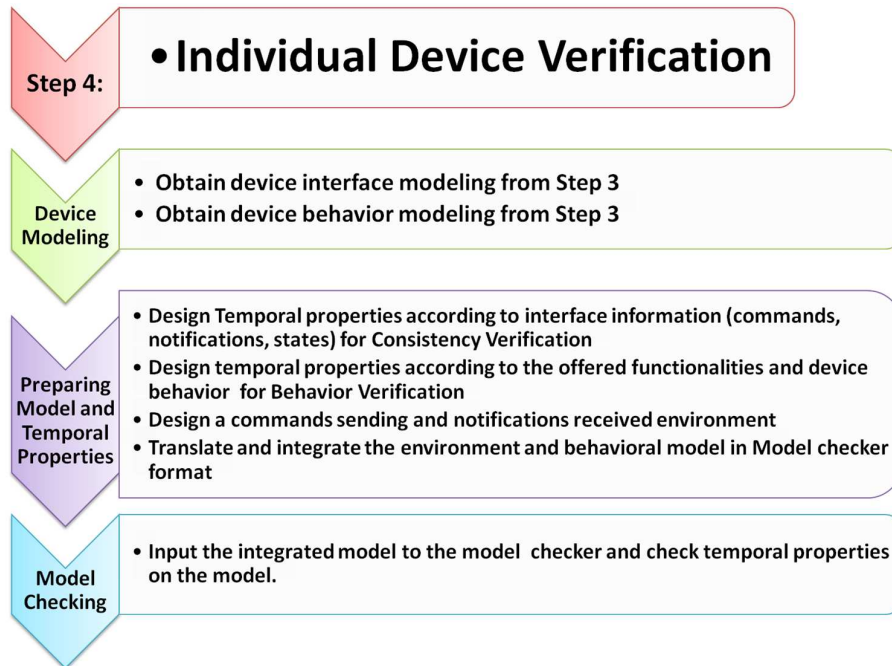 Step 4:
• Individual Device Verification
Device
Modeling
• Obtain device interface modeling from Step 3
• Obtain device behavior modeling from Step 3
Preparing
Model and
Temporal
Properties
• Design Temporal properties according to interface information (commands,
notifications, states) for Consistency Verification
• Design temporal properties according to the offered functionalities and device
behavior for Behavior Verification
• Design a commands sending and notifications received environment
• Translate and integrate the environment and behavioral model in Model checker
format
Model
Checking
• Input the integrated model to the model checker and check temporal properties
on the model.